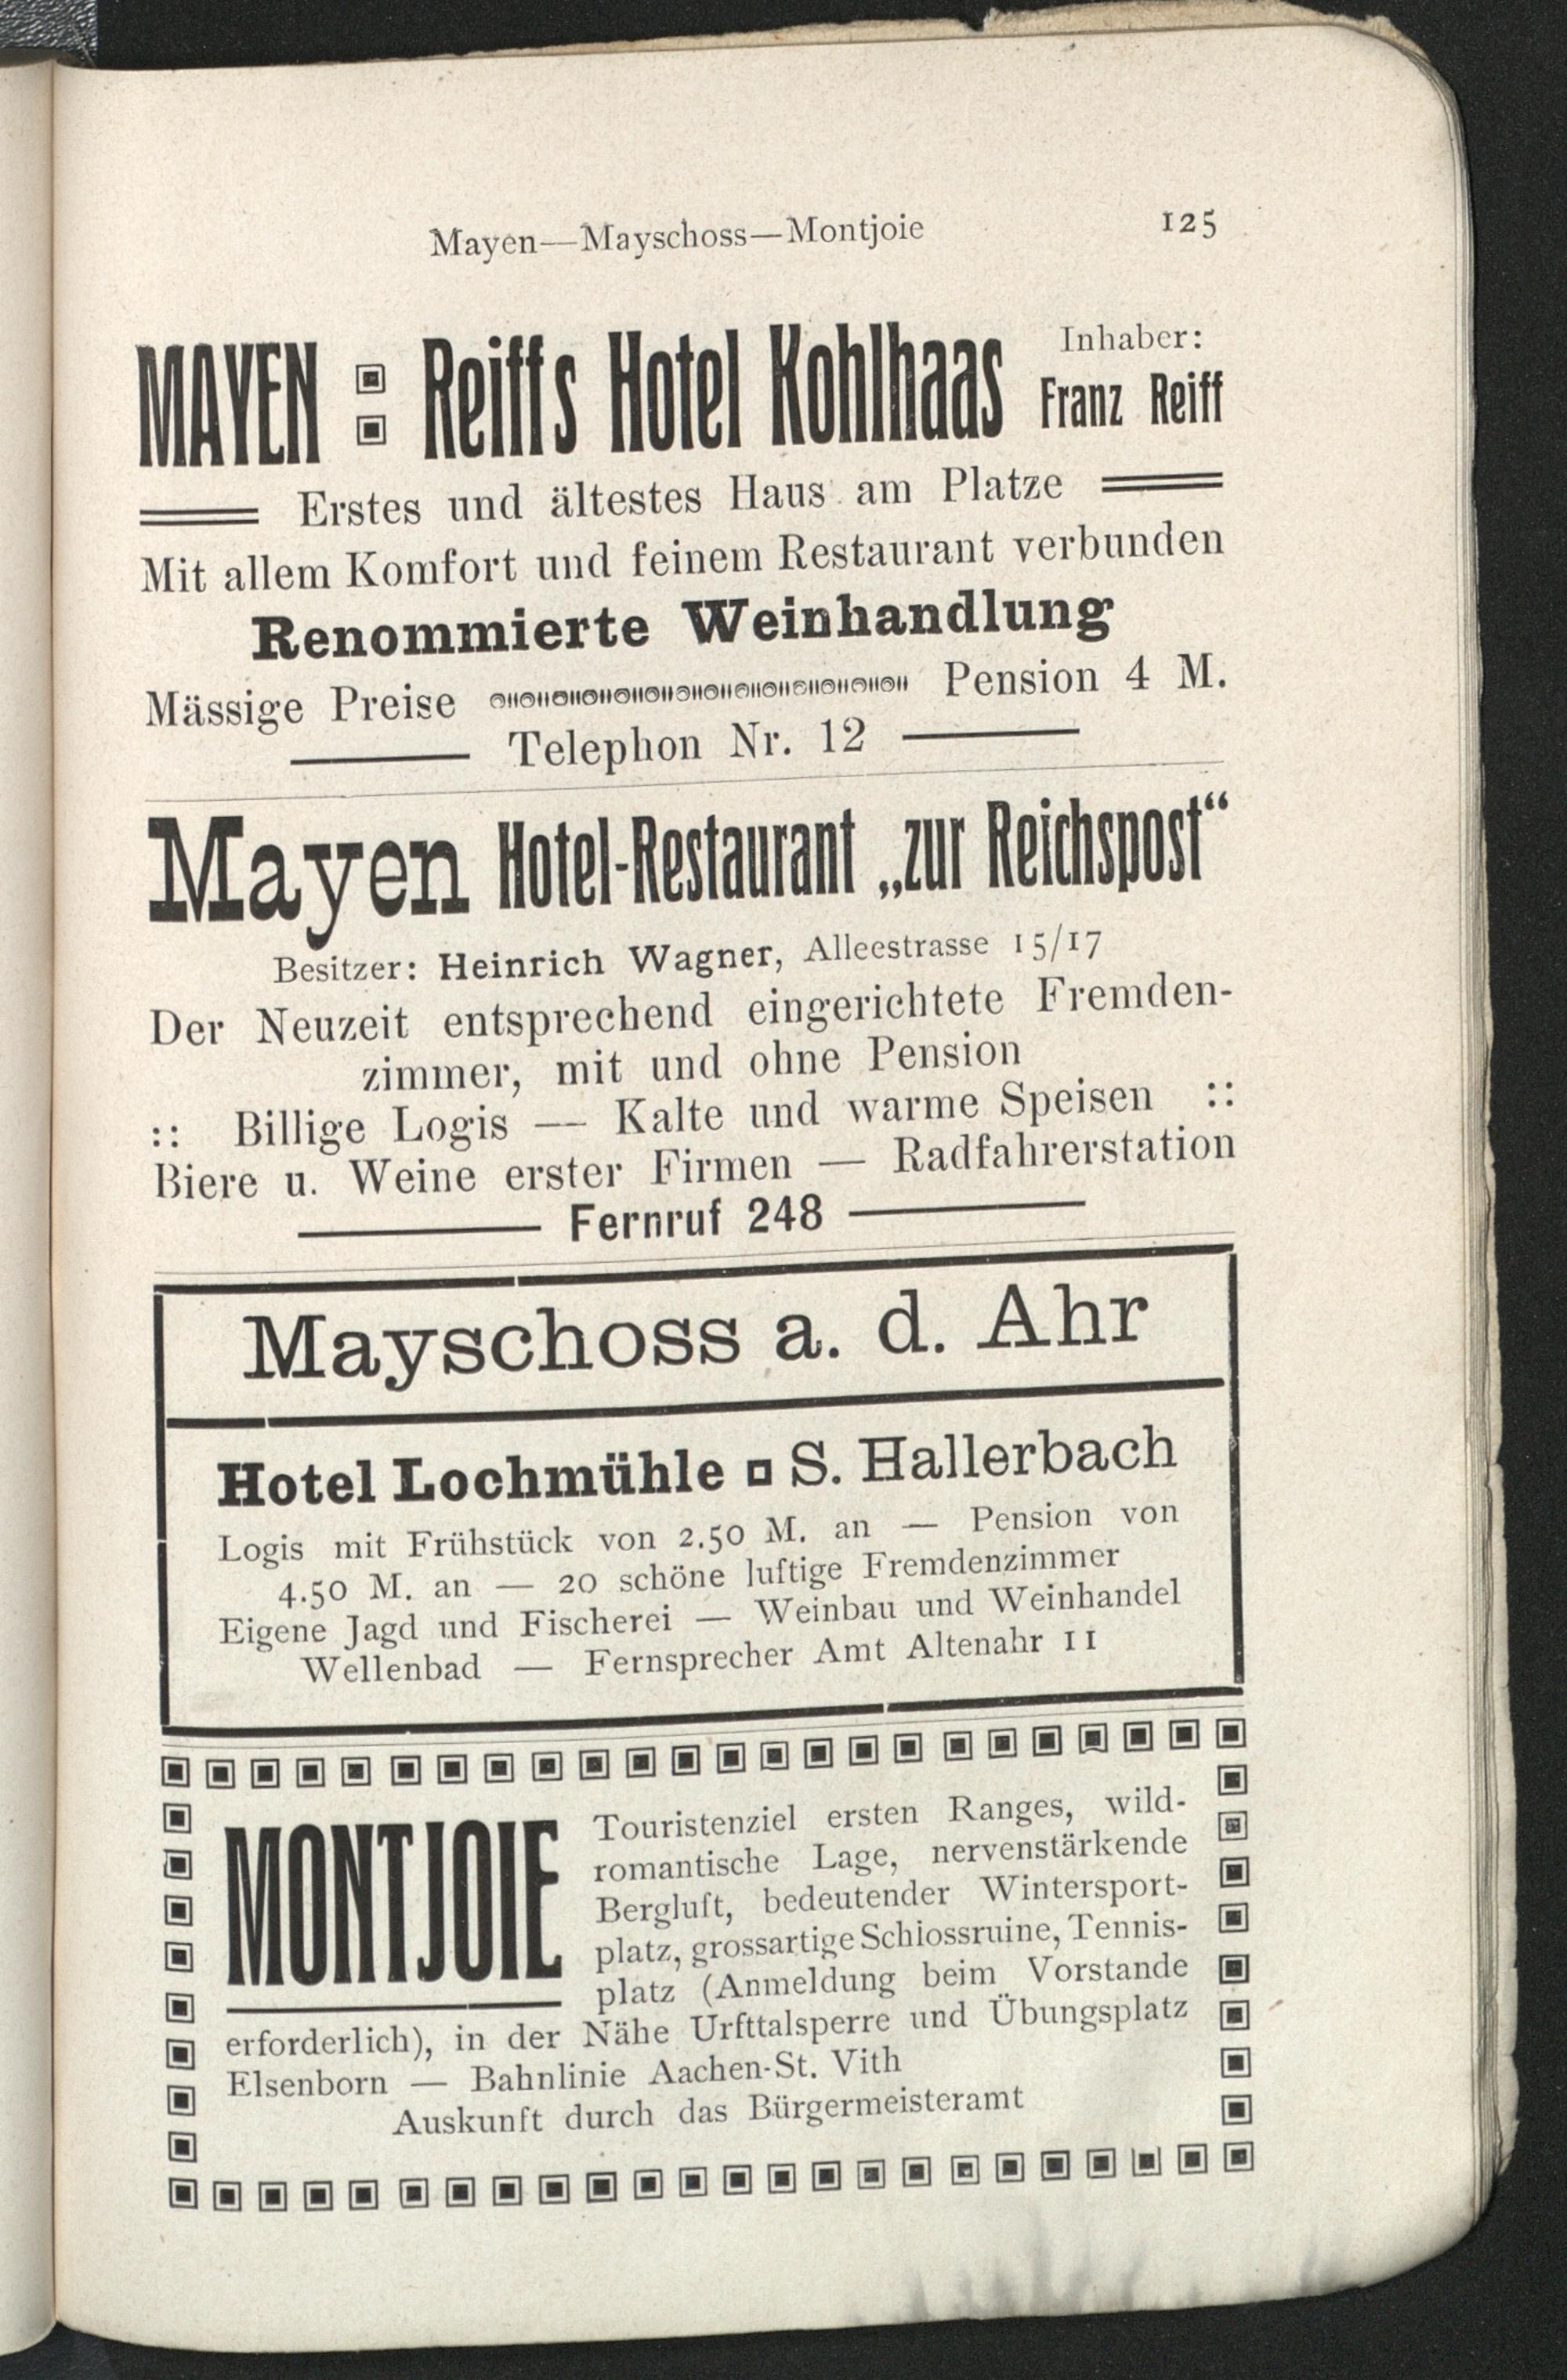 Mayen—Mayschoss—Montjoie 125
MAYEN : Reiffs Hotel Kohlhaas Inhaber:
Franz Reiff
Erstes und ältestes Haus am Platze
Mit allem Komfort und feinem Restaurant verbunden
Renommierte Weinhandlung
Mässige Preise Pension 4 M.
Telephon Nr. 12
Mayen Hotel-Restaurant „zur Reichspost“
Besitzer: Heinrich Wagner, Alleestrasse 15/17
Der Neuzeit entsprechend eingerichtete Fremden-
zimmer, mit und ohne Pension
:: Billige Logis — Kalte und warme Speisen ::
Biere u. Weine erster Firmen — Radfahrerstation
Fernruf 248
Mayschoss a. d. Ahr
Hotel Lochmühle S. Hallerbach
Logis mit Frühstück von 2.50 M. an — Pension von
4.50 M. an — 20 schöne luftige Fremdenzimmer
Eigene Jagd und Fischerei — Weinbau und Weinhandel
Wellenbad — Fernsprecher Amt Altenahr 11
MONTJOIE
Touristenziel ersten Ranges, wild-
romantische Lage, nervenstärkende
Bergluft, bedeutender Wintersport-
platz, grossartige Schlossruine, Tennis-
platz (Anmeldung beim Vorstande
erforderlich), in der Nähe Urfttalsperre und Übungsplatz
Elsenborn — Bahnlinie Aachen-St. Vith
Auskunft durch das Bürgermeisteramt